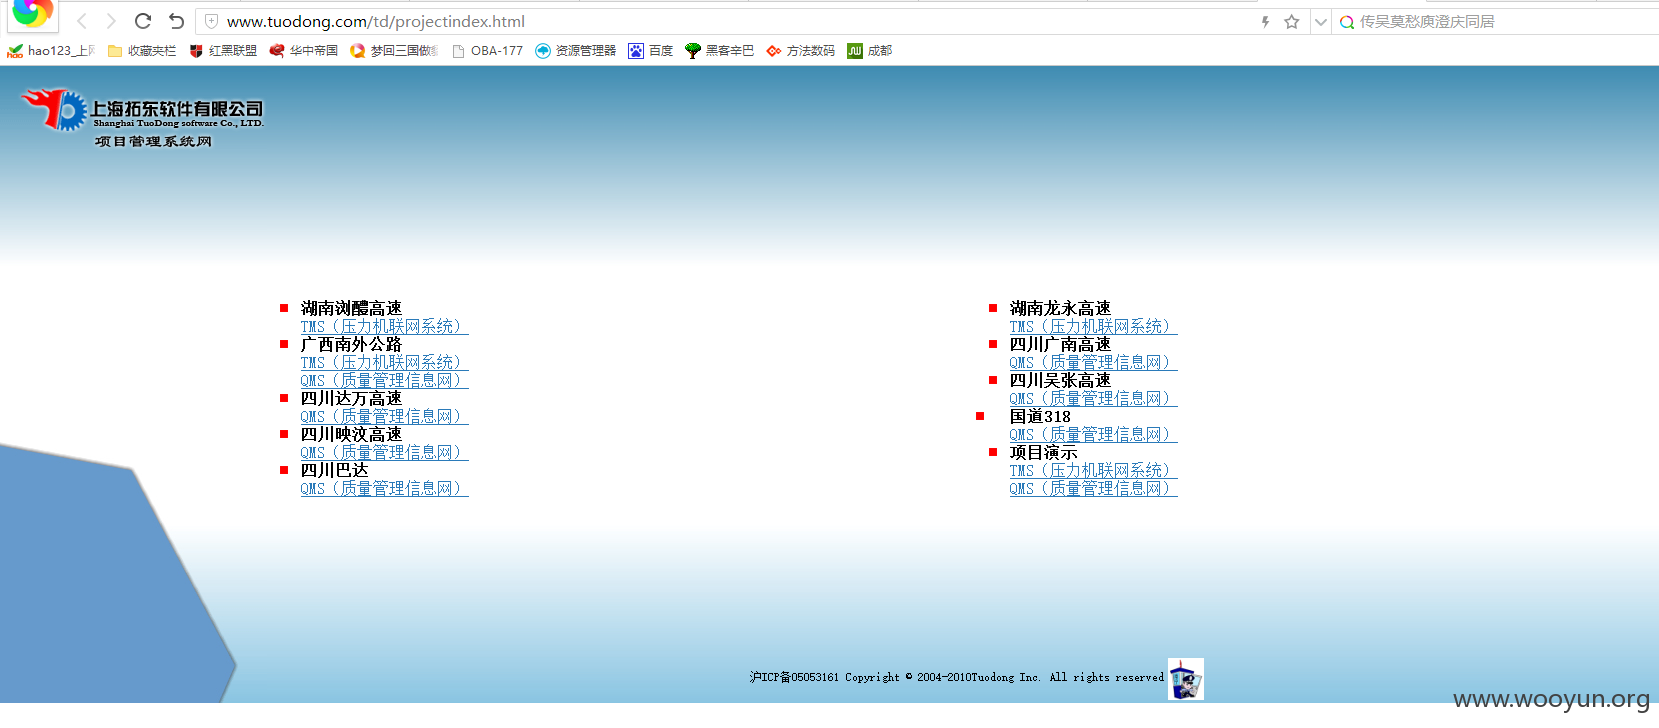 www.tuodong.com/td/projectindex.html
传吴莫愁庾澄庆同居
hao123_上网
收藏夹栏
红黑联盟
华中帝国
梦回三国做
OBA-177
资源管理器
百度
黑客辛巴
方法数码
成都
上海拓东软件有限公司
Shanghai TuoDong software Co., LTD.
项目管理系统网
湖南浏醴高速
TMS（压力机联网系统）
广西南外公路
TMS（压力机联网系统）
QMS（质量管理信息网）
四川达万高速
QMS（质量管理信息网）
四川映汶高速
QMS（质量管理信息网）
四川巴达
QMS（质量管理信息网）
湖南龙永高速
TMS（压力机联网系统）
四川广南高速
QMS（质量管理信息网）
四川吴张高速
QMS（质量管理信息网）
国道318
QMS（质量管理信息网）
项目演示
TMS（压力机联网系统）
QMS（质量管理信息网）
沪ICP备05053161 Copyright © 2004-2010Tuodong Inc. All rights reserved
www.wooyun.org